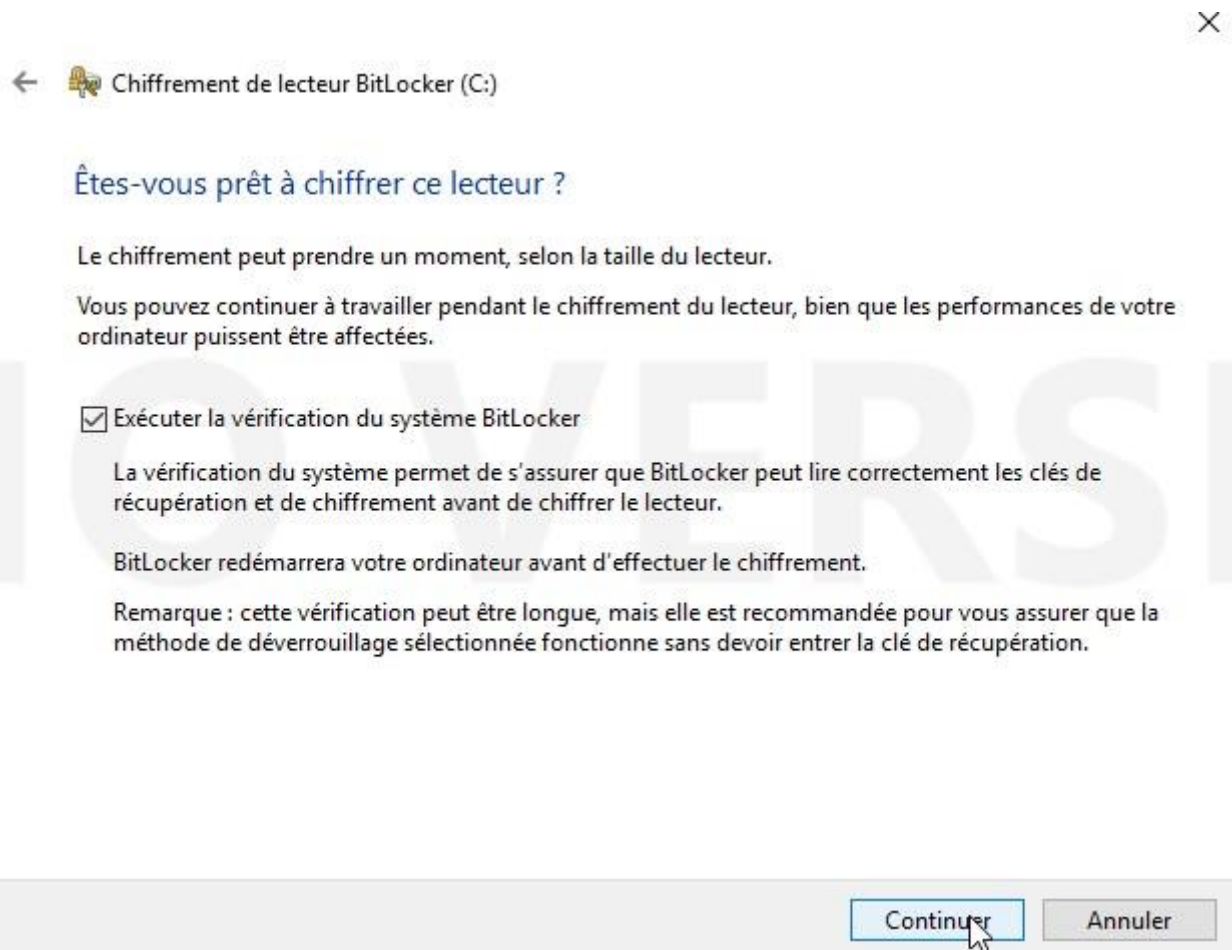 Chiffrement de lecteur BitLocker (C:)
Êtes-vous prêt à chiffrer ce lecteur ?
Le chiffrement peut prendre un moment, selon la taille du lecteur.
Vous pouvez continuer à travailler pendant le chiffrement du lecteur, bien que les performances de votre
ordinateur puissent être affectées.
Exécuter la vérification du système BitLocker
La vérification du système permet de s'assurer que BitLocker peut lire correctement les clés de
récupération et de chiffrement avant de chiffrer le lecteur.
BitLocker redémarrera votre ordinateur avant d'effectuer le chiffrement.
Remarque : cette vérification peut être longue, mais elle est recommandée pour vous assurer que la
méthode de déverrouillage sélectionnée fonctionne sans devoir entrer la clé de récupération.
Continuer Annuler